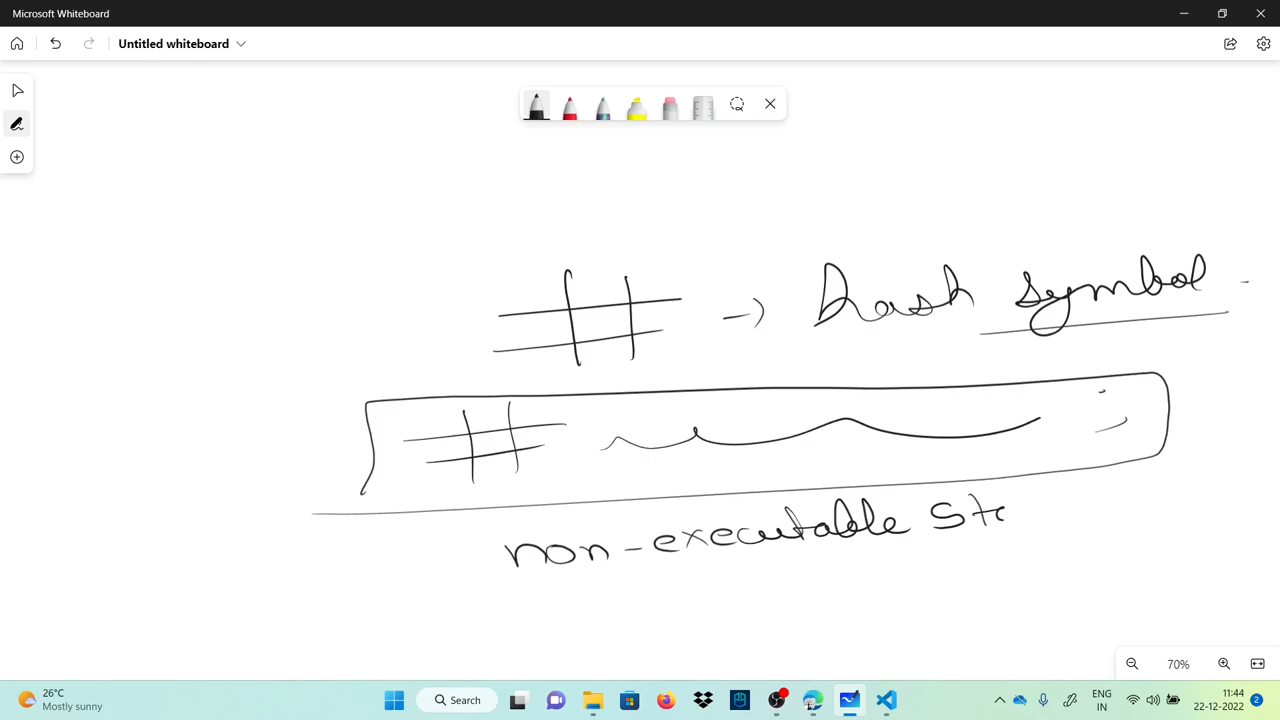 Microsoft Whiteboard
Untitled whiteboard
# -> hash symbol
# ;
non-executable St
70%
26°C
Mostly sunny
Search
ENG
IN
11:44
22-12-2022
2